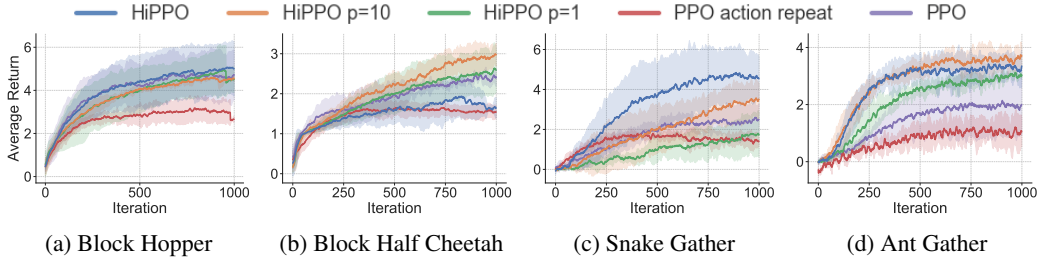 HiPPO HiPPO p=10 HiPPO p=1 PPO action repeat PPO
Average Return
6
4
2
0
0 500 1000
Iteration
(a) Block Hopper
3
2
1
0
0 250 500 750 1000
Iteration
(b) Block Half Cheetah
6
4
2
0
0 250 500 750 1000
Iteration
(c) Snake Gather
4
2
0
0 250 500 750 1000
Iteration
(d) Ant Gather